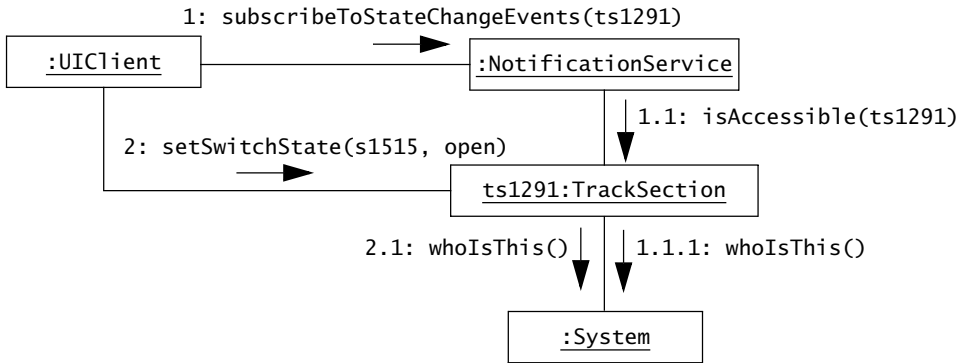 1: subscribeToStateChangeEvents(ts1291)
:UIClient
:NotificationService
1.1: isAccessible(ts1291)
2: setSwitchState(s1515, open)
ts1291:TrackSection
2.1: whoIsThis()
1.1.1: whoIsThis()
:System